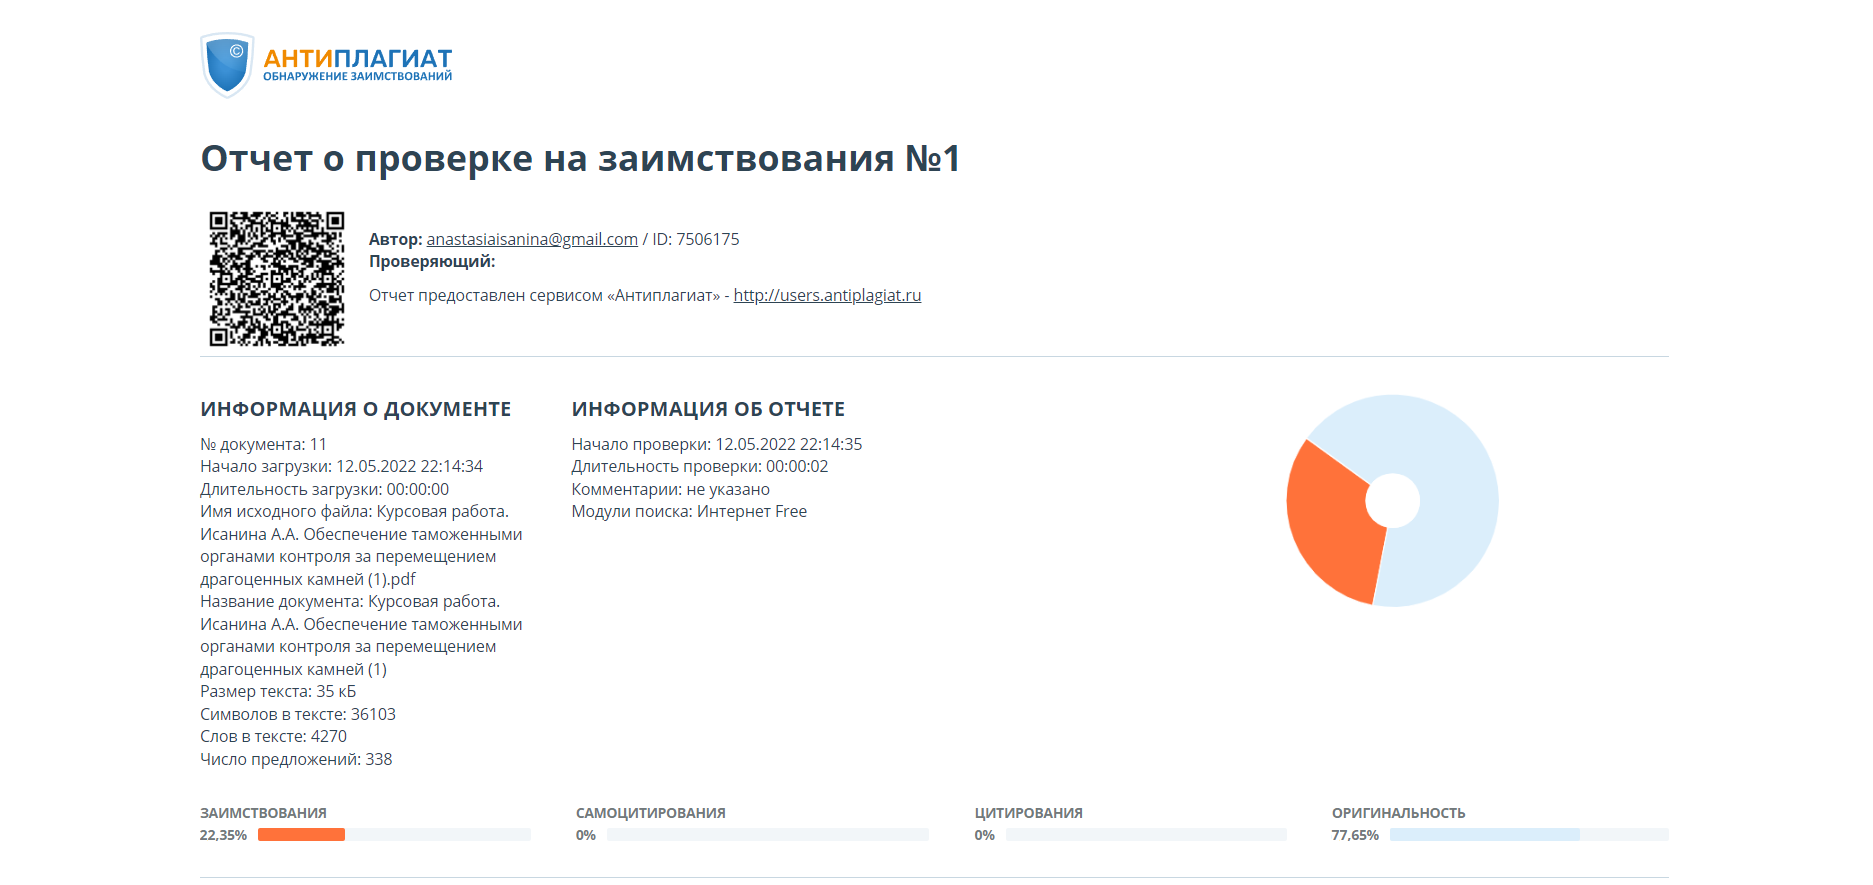 ©
АНТИПЛАГИАТ
ОБНАРУЖЕНИЕ ЗАИМСТВОВАНИЙ
Отчет о проверке на заимствования №1
Автор: anastasiaisanina@gmail.com / ID: 7506175
Проверяющий:
Отчет предоставлен сервисом «Антиплагиат» - http://users.antiplagiat.ru
ИНФОРМАЦИЯ О ДОКУМЕНТЕ
№ документа: 11
Начало загрузки: 12.05.2022 22:14:34
Длительность загрузки: 00:00:00
Имя исходного файла: Курсовая работа.
Исанина А.А. Обеспечение таможенными
органами контроля за перемещением
драгоценных камней (1).pdf
Название документа: Курсовая работа.
Исанина А.А. Обеспечение таможенными
органами контроля за перемещением
драгоценных камней (1)
Размер текста: 35 кБ
Символов в тексте: 36103
Слов в тексте: 4270
Число предложений: 338
ИНФОРМАЦИЯ ОБ ОТЧЕТЕ
Начало проверки: 12.05.2022 22:14:35
Длительность проверки: 00:00:02
Комментарии: не указано
Модули поиска: Интернет Free
ЗАИМСТВОВАНИЯ
22,35%
САМОЦИТИРОВАНИЯ
0%
ЦИТИРОВАНИЯ
0%
ОРИГИНАЛЬНОСТЬ
77,65%